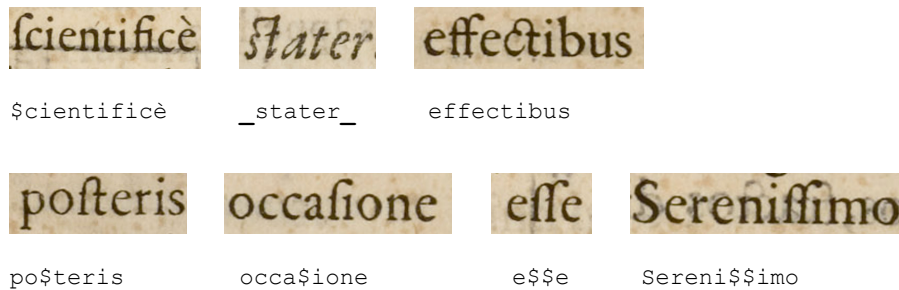 ſcientificè ſtater. effectibus
$cientificè _stater_ effectibus
poſteris occaſione eſſe Sereniſſimo
po$teris occa$ione e$$e Sereni$$imo